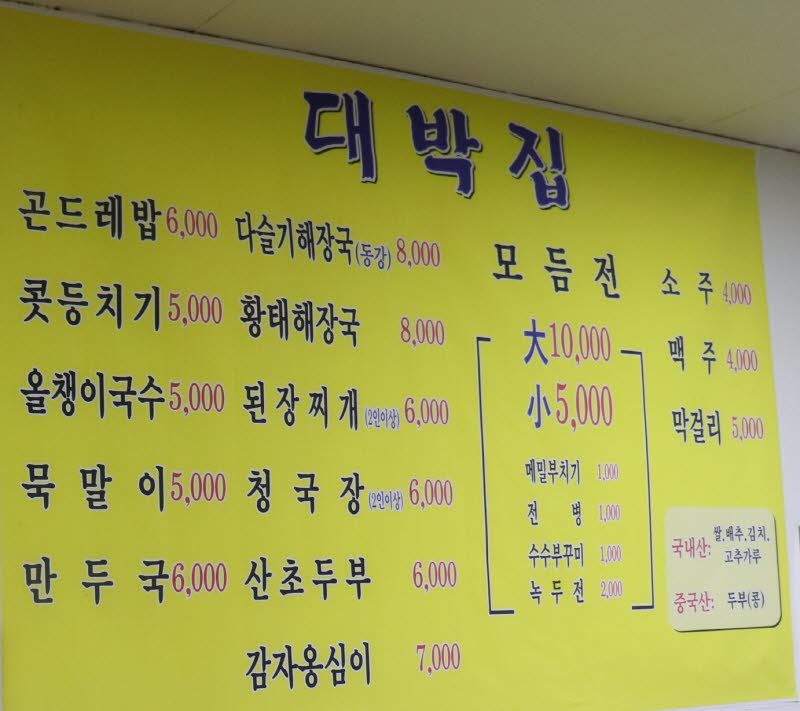 대박집
곤드레밥 6,000
콧등치기 5,000
올챙이국수 5,000
묵말이 5,000
만두국 6,000
다슬기해장국(동강) 8,000
황태해장국 8,000
된장찌개(2인이상) 6,000
청국장(2인이상) 6,000
산초두부 6,000
감자옹심이 7,000
모듬전
大 10,000
小 5,000
메밀부치기 1,000
전병 1,000
수수부꾸미 1,000
녹두전 2,000
소주 4,000
맥주 4,000
막걸리 5,000
국내산: 쌀,배추,김치,
고추가루
중국산: 두부(콩)